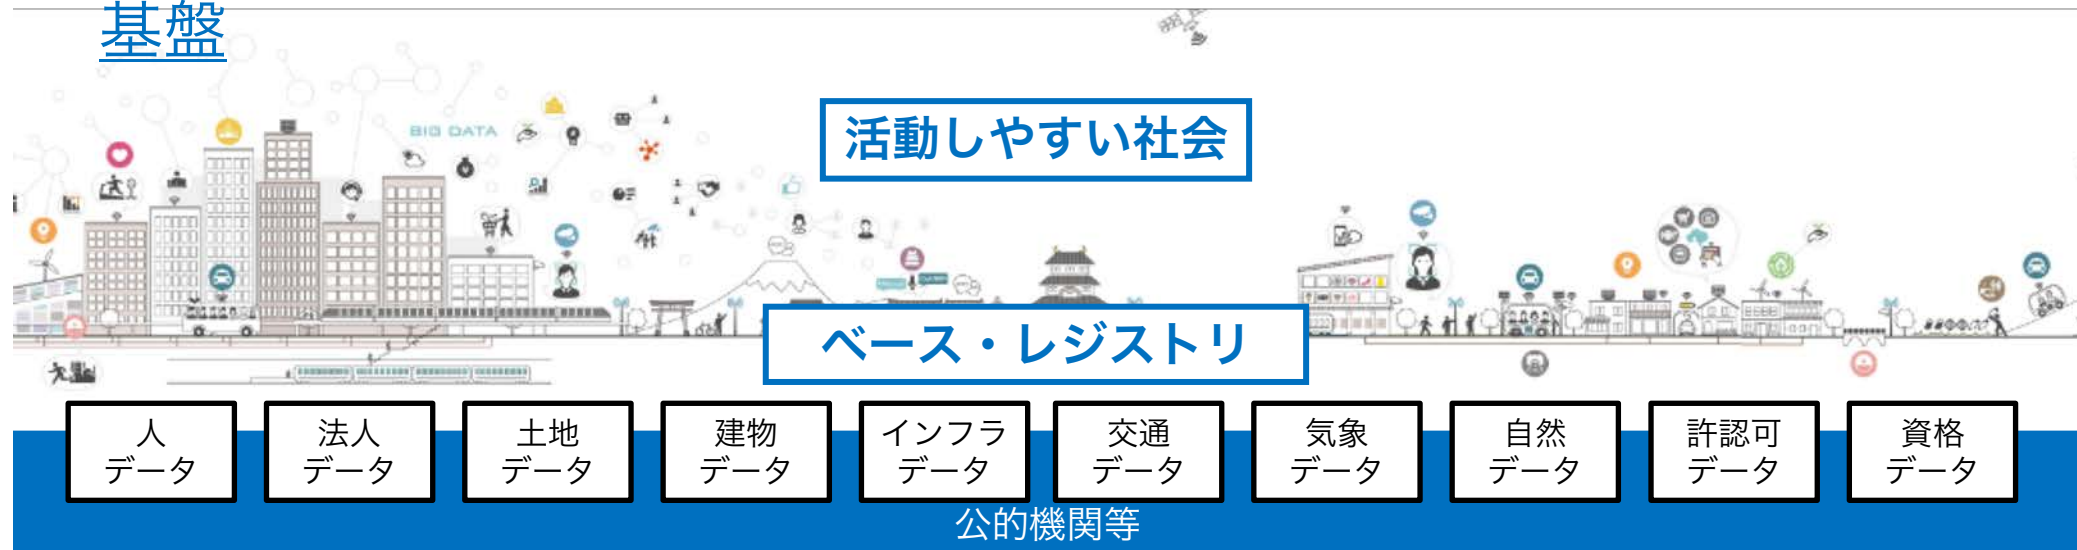 基盤
BIG DATA
活動しやすい社会
ベース・レジストリ
人
データ
法人
データ
土地
データ
建物
データ
インフラ
データ
交通
データ
気象
データ
自然
データ
許認可
データ
資格
データ
公的機関等